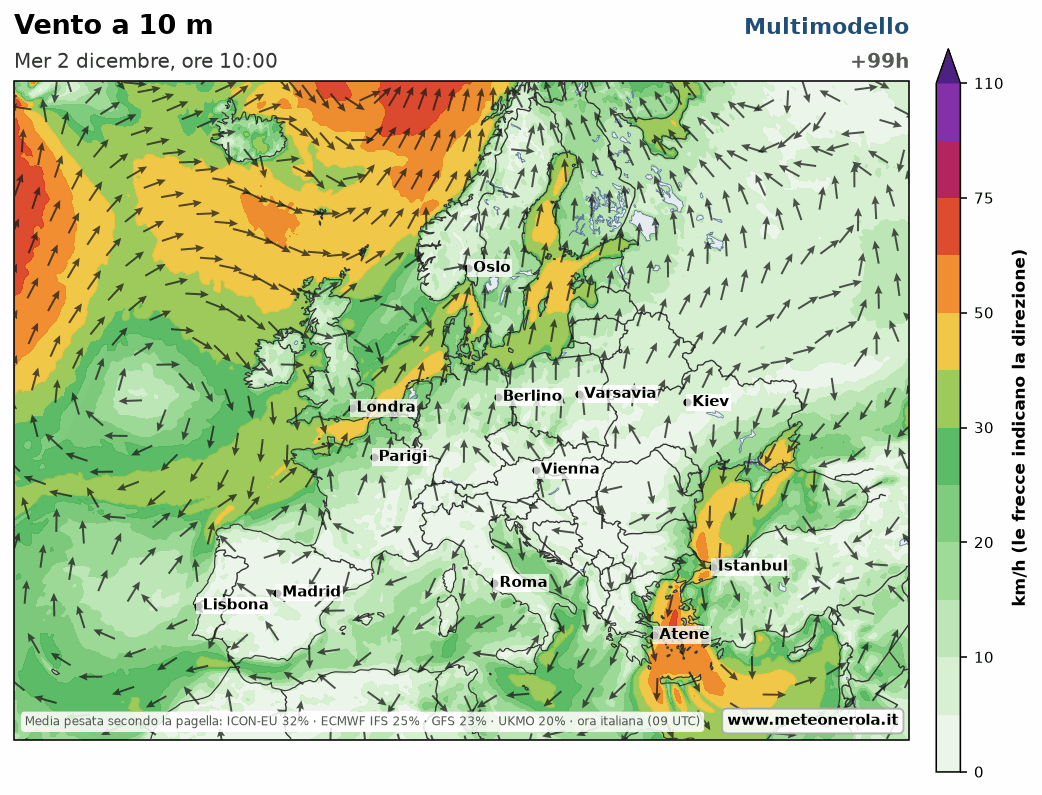 Vento a 10 m
Multimodello
Mer 2 dicembre, ore 10:00
+99h
110
75
50
30
20
10
0
km/h (le frecce indicano la direzione)
Oslo
Berlino
Varsavia
Kiev
Londra
Parigi
Vienna
Istanbul
Roma
Madrid
Lisbona
Atene
Media pesata secondo la pagella: ICON-EU 32% · ECMWF IFS 25% · GFS 23% · UKMO 20% · ora italiana (09 UTC)
www.meteonerola.it